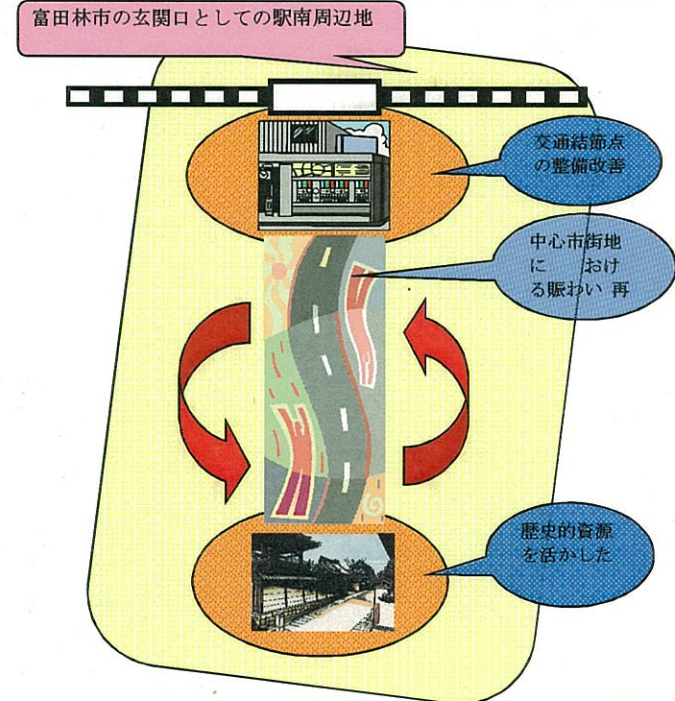 富田林市の玄関口としての駅南周辺地
交通結節点
の整備改善
中心市街地
に おけ
る賑わい 再
歴史的資源
を活かした